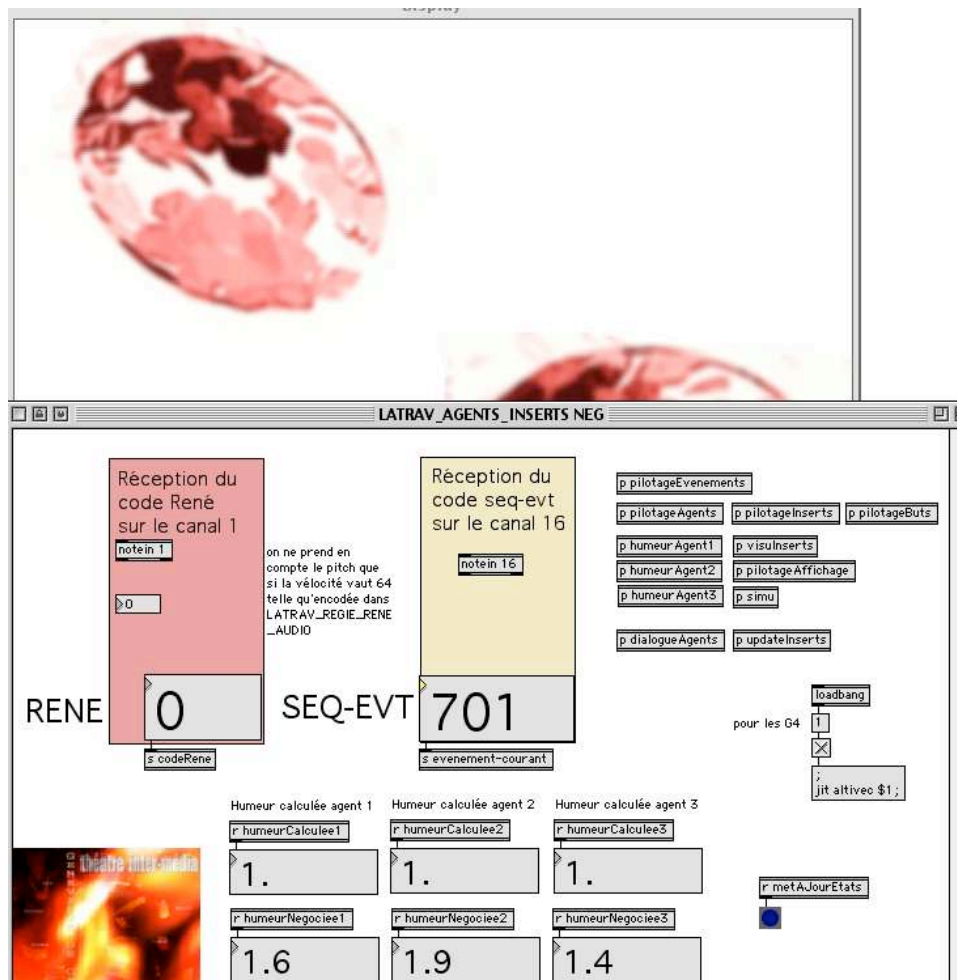 Display
LATRAV_AGENTS_INSERTS NEG
Réception du
code René
sur le canal 1
notein 1
0
on ne prend en
compte le pitch que
si la vélocité vaut 64
telle qu'encodée dans
LATRAV_REGIE_RENE
_AUDIO
RENE
0
s codeRene
Réception du
code seq-evt
sur le canal 16
notein 16
SEQ-EVT
701
s evenement-courant
p pilotageEvenements
p pilotageAgents
p pilotageInserts
p pilotageButs
p humeurAgent1
p visuInserts
p humeurAgent2
p pilotageAffichage
p humeurAgent3
p simu
p dialogueAgents
p updateInserts
loadbang
pour les G4
1
;
jit altivec $1;
Humeur calculée agent 1
Humeur calculée agent 2
Humeur calculée agent 3
r humeurCalculee1
r humeurCalculee2
r humeurCalculee3
1.
1.
1.
r metAJourEtats
r humeurNegociee1
r humeurNegociee2
r humeurNegociee3
1.6
1.9
1.4
théâtre inter-media